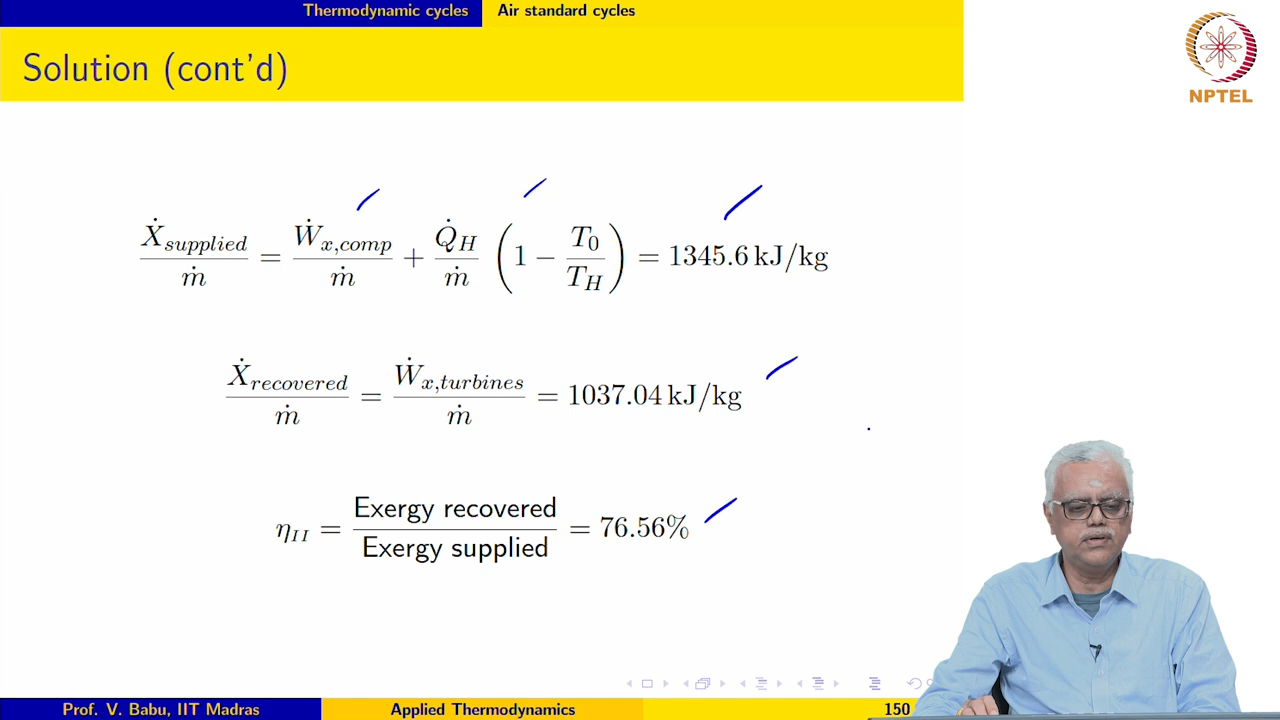 Thermodynamic cycles Air standard cycles
Solution (cont'd)
NPTEL
Ẋ_supplied / ṁ = Ẇ_x,comp / ṁ + Q̇_H / ṁ (1 − T_0 / T_H) = 1345.6 kJ/kg
Ẋ_recovered / ṁ = Ẇ_x,turbines / ṁ = 1037.04 kJ/kg
η_II = Exergy recovered / Exergy supplied = 76.56%
Prof. V. Babu, IIT Madras Applied Thermodynamics 150